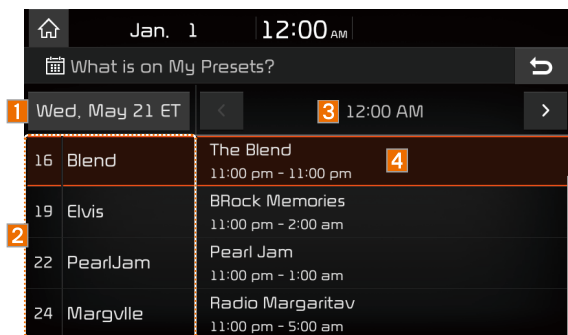 Jan. 1 12:00 AM
What is on My Presets?
1 Wed, May 21 ET < 3 12:00 AM >
16 Blend The Blend 4
11:00 pm - 11:00 pm
19 Elvis BRock Memories
11:00 pm - 2:00 am
2
22 PearlJam Pearl Jam
11:00 pm - 1:00 am
24 Margvlle Radio Margaritav
11:00 pm - 5:00 am